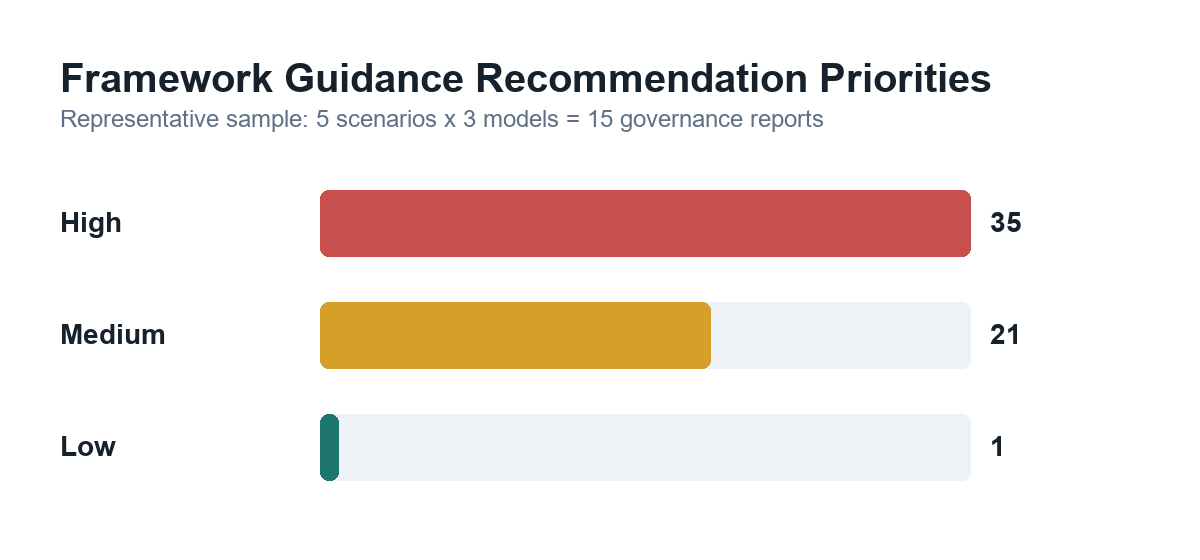 Framework Guidance Recommendation Priorities
Representative sample: 5 scenarios x 3 models = 15 governance reports
High 35
Medium 21
Low 1